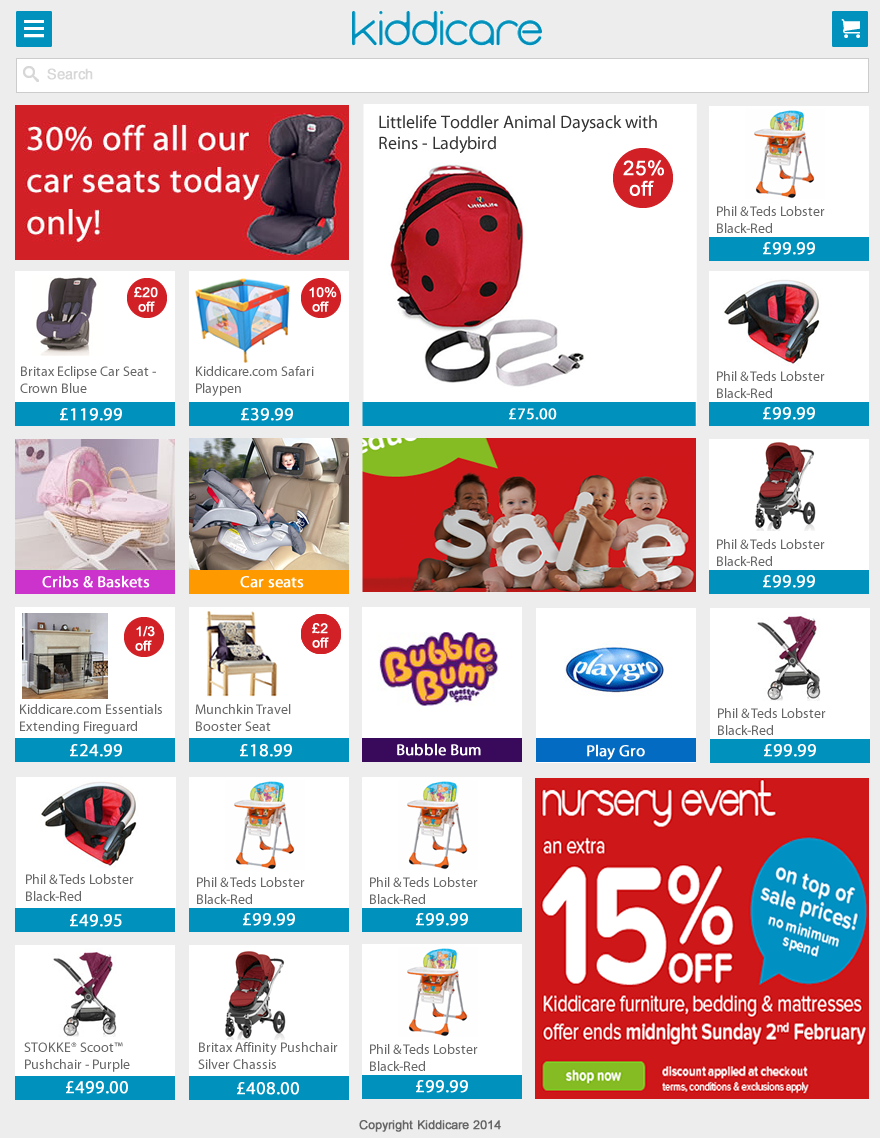 kiddicare
Search
30% off all our
car seats today
only!
Littlelife Toddler Animal Daysack with
Reins - Ladybird
25%
off
LittleLife
Phil & Teds Lobster
Black-Red
£99.99
£20
off
Britax Eclipse Car Seat -
Crown Blue
£119.99
10%
off
Kiddicare.com Safari
Playpen
£39.99
£75.00
Phil & Teds Lobster
Black-Red
£99.99
Cribs & Baskets
Car seats
sale
Phil & Teds Lobster
Black-Red
£99.99
1/3
off
Kiddicare.com Essentials
Extending Fireguard
£24.99
£2
off
Munchkin Travel
Booster Seat
£18.99
Bubble
Bum®
Booster
Seat
Bubble Bum
playgro
Play Gro
Phil & Teds Lobster
Black-Red
£99.99
Phil & Teds Lobster
Black-Red
£49.95
Phil & Teds Lobster
Black-Red
£99.99
Phil & Teds Lobster
Black-Red
£99.99
nursery event
an extra
15%
OFF
on top of
sale prices!
no minimum
spend
Kiddicare furniture, bedding & mattresses
offer ends midnight Sunday 2nd February
shop now
discount applied at checkout
terms, conditions & exclusions apply
STOKKE® Scoot™
Pushchair - Purple
£499.00
Britax Affinity Pushchair
Silver Chassis
£408.00
Phil & Teds Lobster
Black-Red
£99.99
Copyright Kiddicare 2014